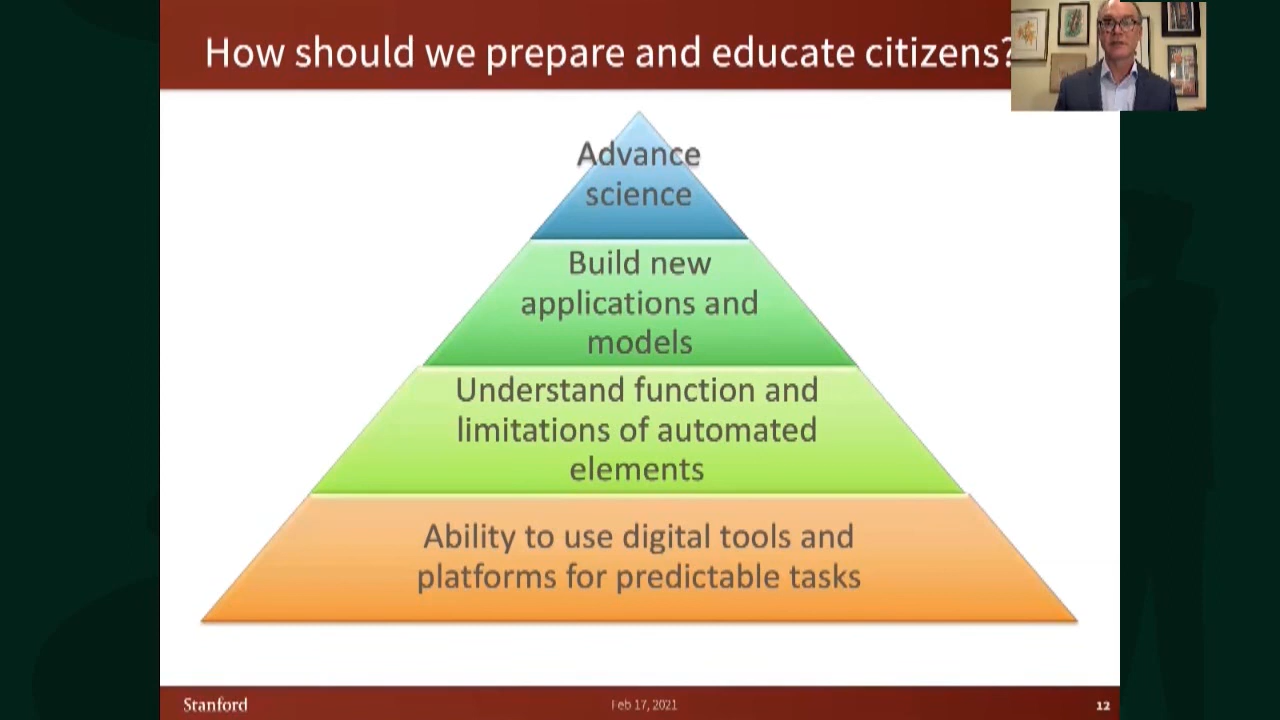 How should we prepare and educate citizens?
Advance
science
Build new
applications and
models
Understand function and
limitations of automated
elements
Ability to use digital tools and
platforms for predictable tasks
Stanford
Feb 17, 2021
12